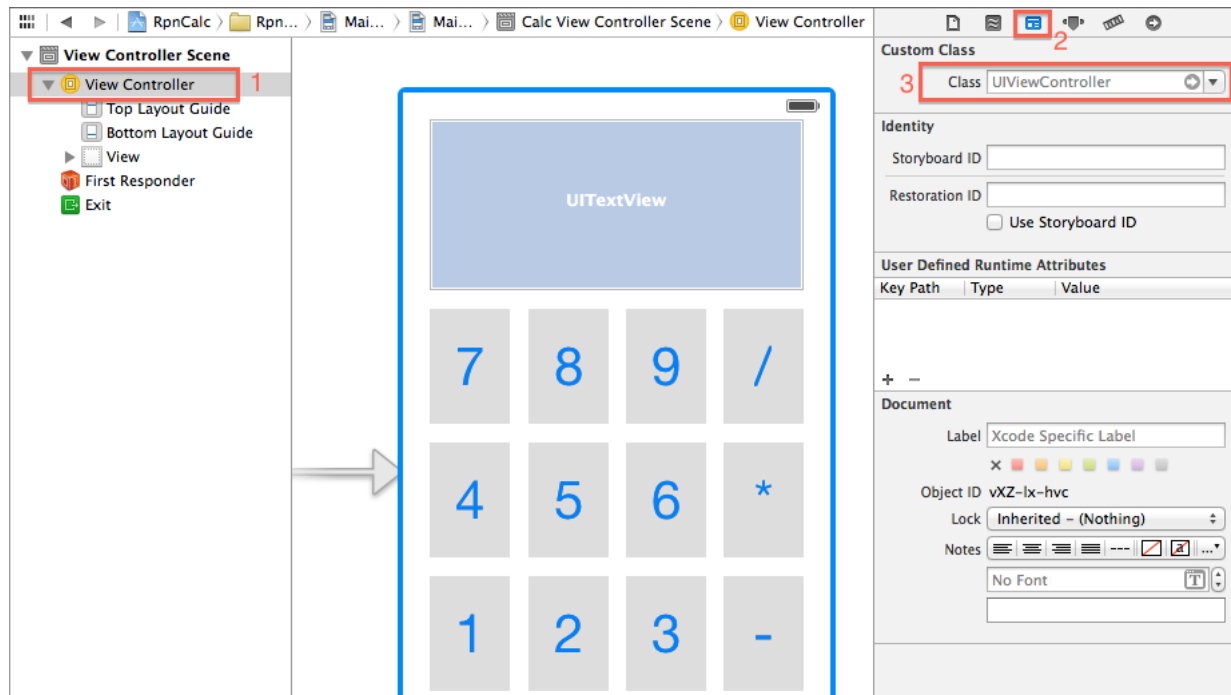 RpnCalc Rpn... Mai... Mai... Calc View Controller Scene View Controller
View Controller Scene
View Controller 1
Top Layout Guide
Bottom Layout Guide
View
First Responder
Exit
UITextView
7 8 9 /
4 5 6 *
1 2 3 -
2
Custom Class
3 Class UIViewController
Identity
Storyboard ID
Restoration ID
Use Storyboard ID
User Defined Runtime Attributes
Key Path Type Value
+ −
Document
Label Xcode Specific Label
Object ID vXZ-lx-hvc
Lock Inherited - (Nothing)
Notes --- a ...
No Font T